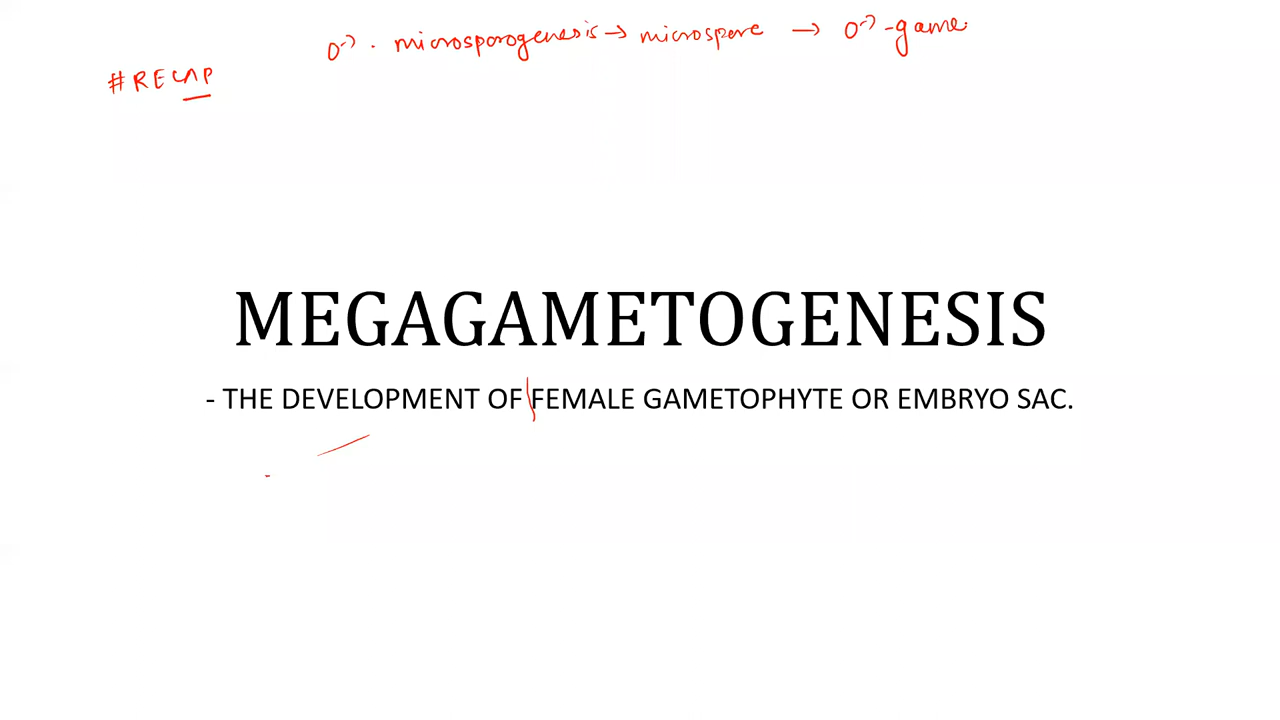 ♂ · microsporogenesis → microspore → ♂ -game
#RECAP
MEGAGAMETOGENESIS
- THE DEVELOPMENT OF FEMALE GAMETOPHYTE OR EMBRYO SAC.